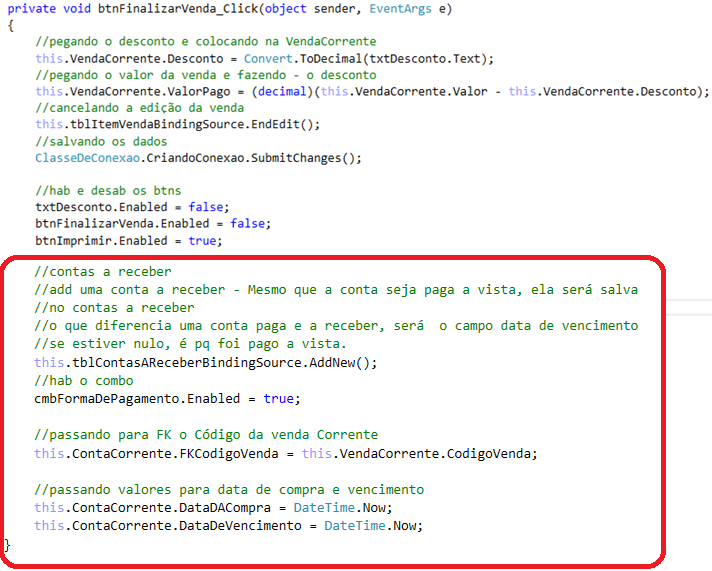 private void btnFinalizarVenda_Click(object sender, EventArgs e)
{
//pegando o desconto e colocando na VendaCorrente
this.VendaCorrente.Desconto = Convert.ToDecimal(txtDesconto.Text);
//pegando o valor da venda e fazendo - o desconto
this.VendaCorrente.ValorPago = (decimal)(this.VendaCorrente.Valor - this.VendaCorrente.Desconto);
//cancelando a edição da venda
this.tblItemVendaBindingSource.EndEdit();
//salvando os dados
ClasseDeConexao.CriandoConexao.SubmitChanges();
//hab e desab os btns
txtDesconto.Enabled = false;
btnFinalizarVenda.Enabled = false;
btnImprimir.Enabled = true;
//contas a receber
//add uma conta a receber - Mesmo que a conta seja paga a vista, ela será salva
//no contas a receber
//o que diferencia uma conta paga e a receber, será  o campo data de vencimento
//se estiver nulo, é pq foi pago a vista.
this.tblContasAReceberBindingSource.AddNew();
//hab o combo
cmbFormaDePagamento.Enabled = true;
//passando para FK o Código da venda Corrente
this.ContaCorrente.FKCodigoVenda = this.VendaCorrente.CodigoVenda;
//passando valores para data de compra e vencimento
this.ContaCorrente.DataDACompra = DateTime.Now;
this.ContaCorrente.DataDeVencimento = DateTime.Now;
}